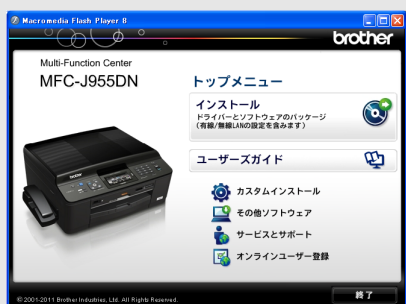 Macromedia Flash Player 8
brother
Multi-Function Center
MFC-J955DN
トップメニュー
インストール
ドライバーとソフトウェアのパッケージ
(有線/無線LANの設定を含みます)
ユーザーズガイド
カスタムインストール
その他ソフトウェア
サービスとサポート
オンラインユーザー登録
© 2001-2011 Brother Industries, Ltd. All Rights Reserved.
終了